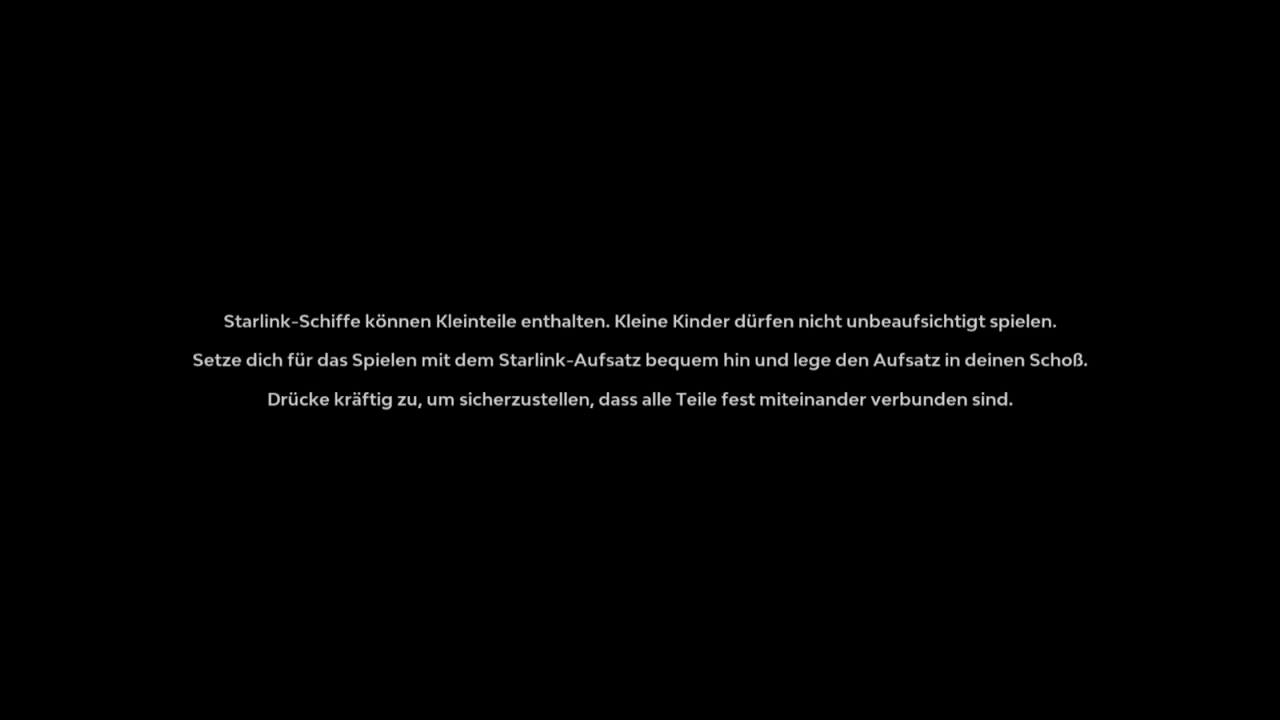 Starlink-Schiffe können Kleinteile enthalten. Kleine Kinder dürfen nicht unbeaufsichtigt spielen.
Setze dich für das Spielen mit dem Starlink-Aufsatz bequem hin und lege den Aufsatz in deinen Schoß.
Drücke kräftig zu, um sicherzustellen, dass alle Teile fest miteinander verbunden sind.